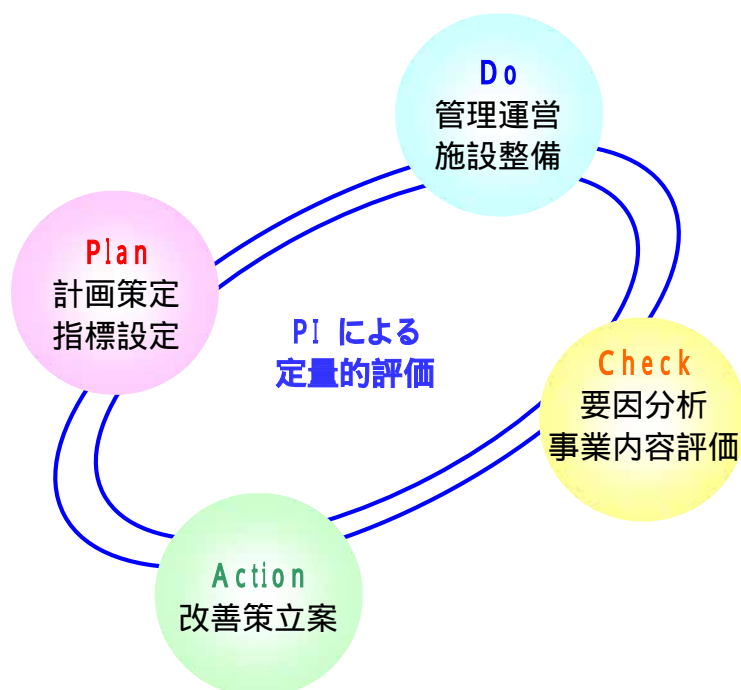 Do
管理運営
施設整備
Plan
計画策定
指標設定
PI による
定量的評価
Check
要因分析
事業内容評価
Action
改善策立案